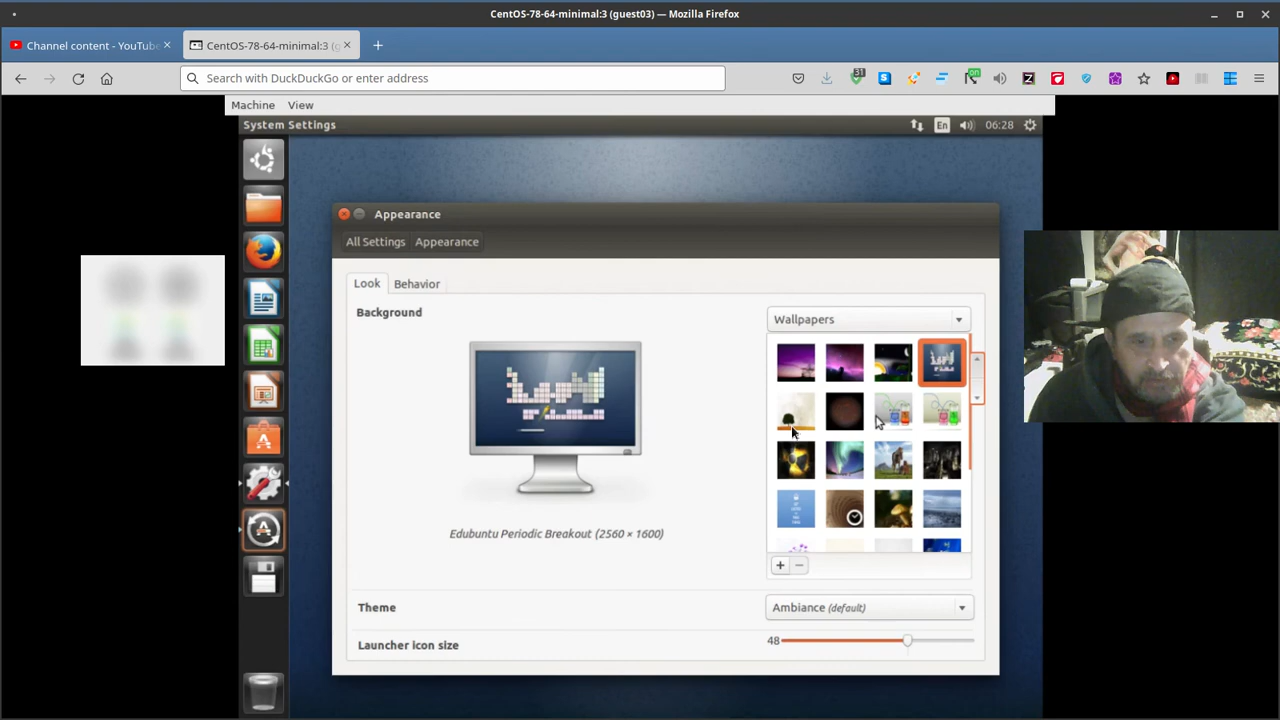 CentOS-78-64-minimal:3 (guest03) — Mozilla Firefox
Channel content - YouTube
CentOS-78-64-minimal:3 (g
Search with DuckDuckGo or enter address
31
on
Machine View
System Settings
En
06:28
Appearance
All Settings Appearance
Look Behavior
Background
Wallpapers
Edubuntu Periodic Breakout (2560 × 1600)
Theme
Ambiance (default)
Launcher icon size
48